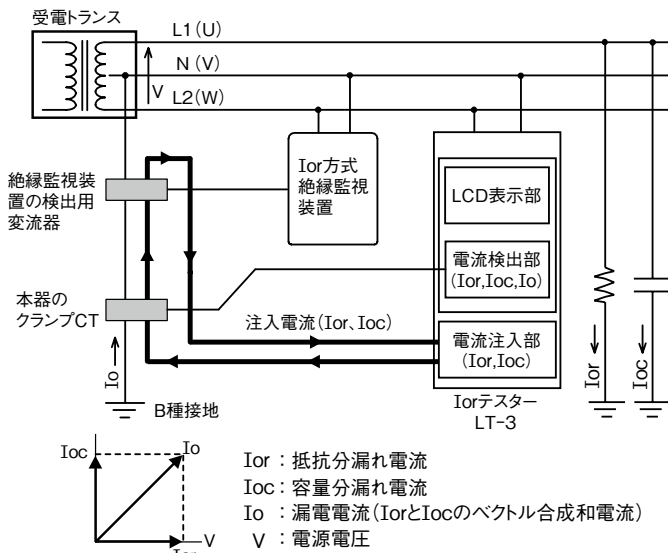 受電トランス
L1(U)
N(V)
V
L2(W)
Ior方式
絶縁監視
装置
LCD表示部
絶縁監視装
置の検出用
変流器
電流検出部
(Ior,Ioc,Io)
本器の
クランプCT
注入電流(Ior、Ioc)
電流注入部
(Ior,Ioc)
Io
Ior
Ioc
B種接地
Iorテスター
LT-3
Ioc
Io
V
Ior
Ior:抵抗分漏れ電流
Ioc:容量分漏れ電流
Io:漏電電流(IorとIocのベクトル合成和電流)
V:電源電圧